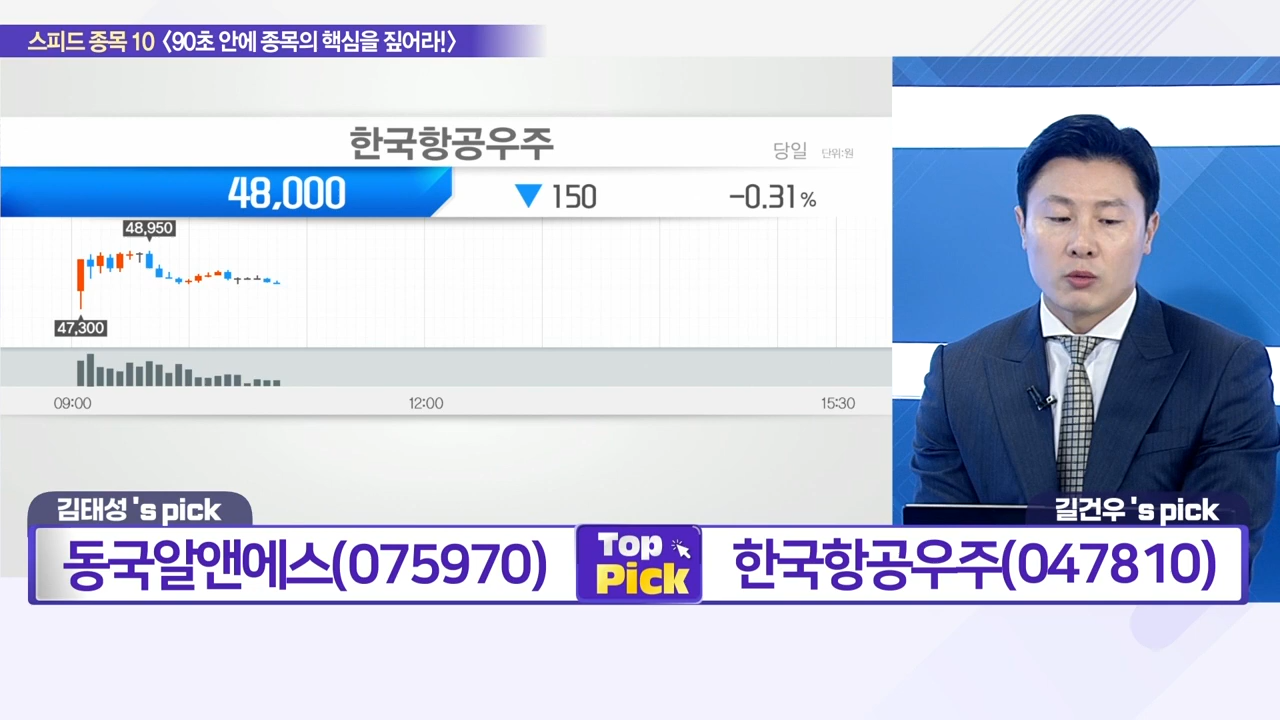 스피드 종목 10 <90초 안에 종목의 핵심을 짚어라!>
한국항공우주
당일 단위:원
48,000 ▼ 150 -0.31 %
48,950
47,300
09:00 12:00 15:30
김태성 's pick
길건우 's pick
동국알앤에스(075970)
Top
Pick
한국항공우주(047810)